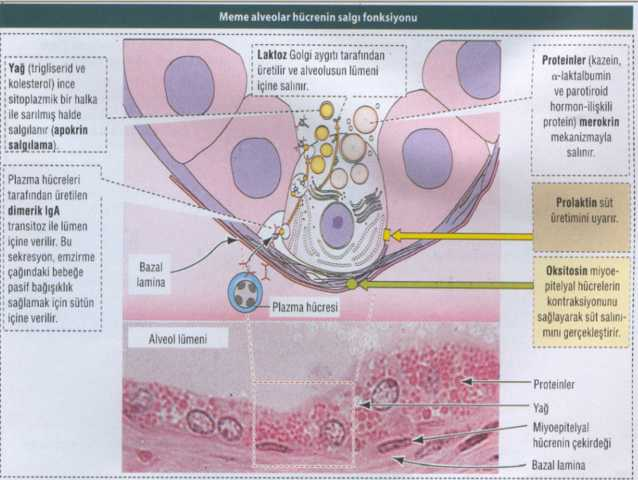 Meme alveolar hücrenin salgı fonksiyonu
Yağ (trigliserid ve
kolesterol) ince
sitoplazmik bir halka
ile sarılmış halde
salgılanır (apokrin
salgılama).
Laktoz Golgi aygıtı tarafından
üretilir ve alveolusun lümeni
içine salınır.
Proteinler (kazein,
α-laktalbumin
ve parotiroid
hormon-ilişkili
protein) merokrin
mekanizmayla
salınır.
Plazma hücreleri
tarafından üretilen
dimerik IgA
transitoz ile lümen
içine verilir. Bu
sekresyon, emzirme
çağındaki bebeğe
pasif bağışıklık
sağlamak için sütün
içine verilir.
Prolaktin süt
üretimini uyarır.
Bazal
lamina
Plazma hücresi
Oksitosin miyoe-
pitelyal hücrelerin
kontraksiyonunu
sağlayarak süt salını-
mını gerçekleştirir.
Alveol lümeni
Proteinler
Yağ
Miyoepitelyal
hücrenin çekirdeği
Bazal lamina